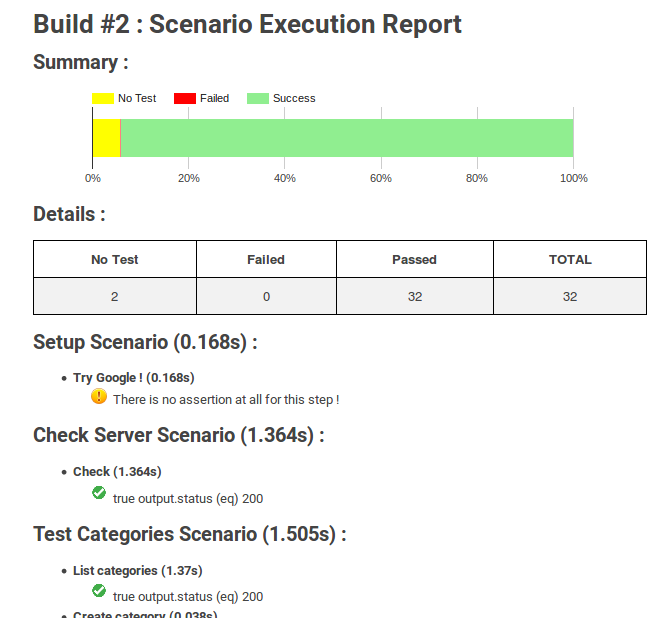 Build #2 : Scenario Execution Report
Summary :
No Test Failed Success
0% 20% 40% 60% 80% 100%
Details :
No Test Failed Passed TOTAL
2 0 32 32
Setup Scenario (0.168s) :
• Try Google ! (0.168s)
There is no assertion at all for this step !
Check Server Scenario (1.364s) :
• Check (1.364s)
true output.status (eq) 200
Test Categories Scenario (1.505s) :
• List categories (1.37s)
true output.status (eq) 200
• Create category (0.038s)